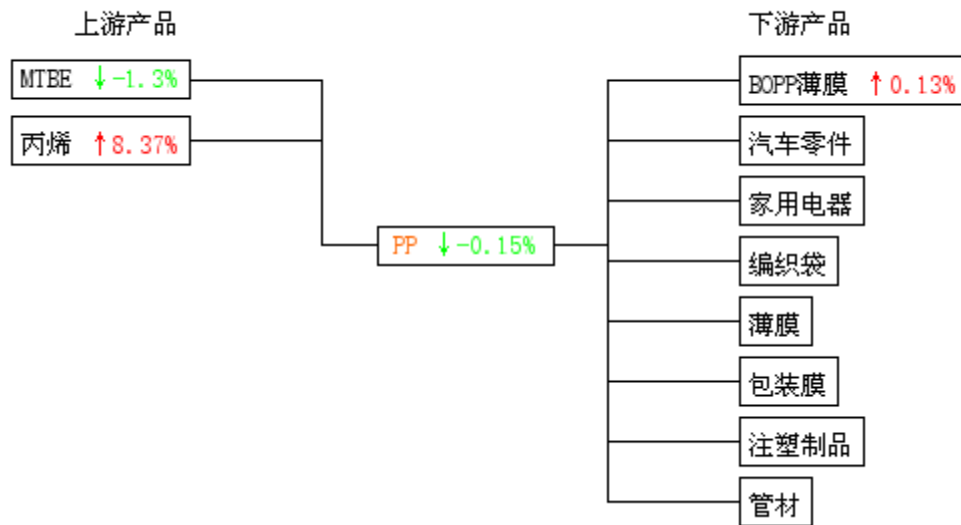 上游产品
下游产品
MTBE ↓-1.3%
丙烯 ↑8.37%
PP ↓-0.15%
BOPP薄膜 ↑0.13%
汽车零件
家用电器
编织袋
薄膜
包装膜
注塑制品
管材